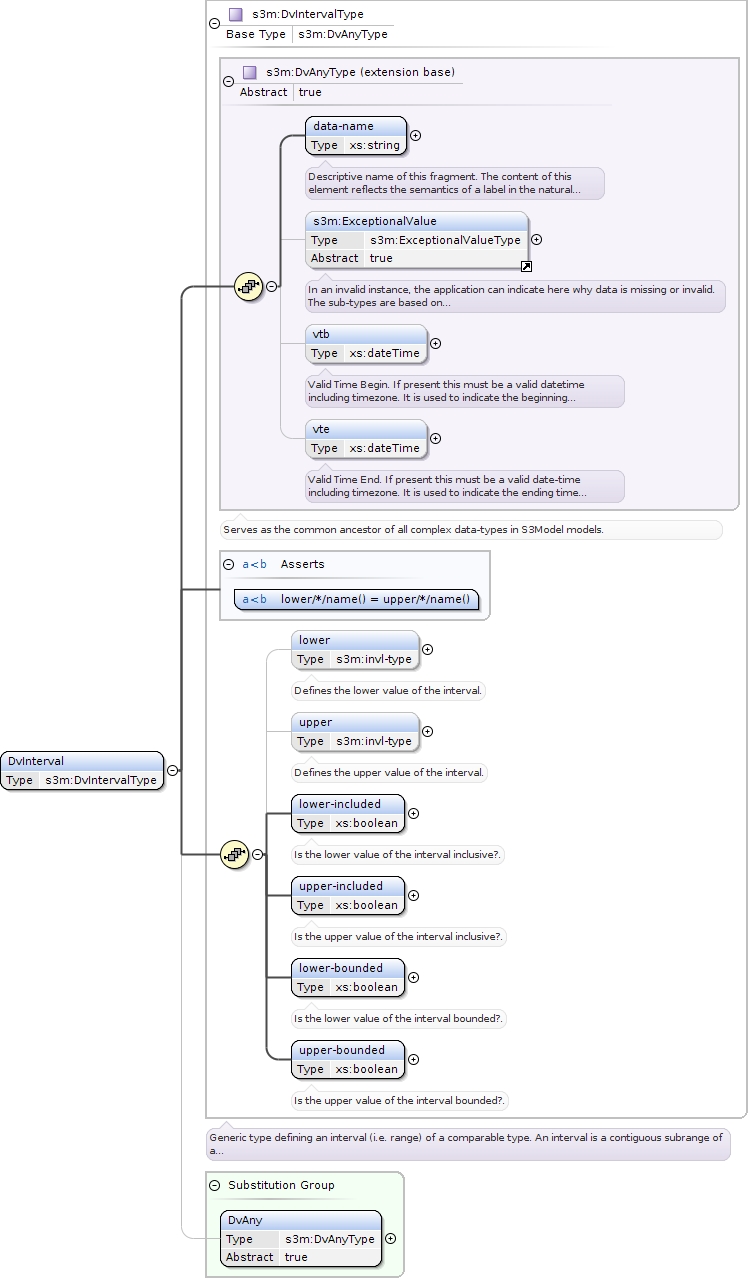 s3m:DvIntervalType
Base Type s3m:DvAnyType
s3m:DvAnyType (extension base)
Abstract true
data-name
Type xs:string
Descriptive name of this fragment. The content of this
element reflects the semantics of a label in the natural...
s3m:ExceptionalValue
Type s3m:ExceptionalValueType
Abstract true
In an invalid instance, the application can indicate here why data is missing or invalid.
The sub-types are based on...
vtb
Type xs:dateTime
Valid Time Begin. If present this must be a valid datetime
including timezone. It is used to indicate the beginning...
vte
Type xs:dateTime
Valid Time End. If present this must be a valid date-time
including timezone. It is used to indicate the ending time...
Serves as the common ancestor of all complex data-types in S3Model models.
a<b Asserts
a<b lower/*/name() = upper/*/name()
lower
Type s3m:invl-type
Defines the lower value of the interval.
upper
Type s3m:invl-type
Defines the upper value of the interval.
DvInterval
Type s3m:DvIntervalType
lower-included
Type xs:boolean
Is the lower value of the interval inclusive?.
upper-included
Type xs:boolean
Is the upper value of the interval inclusive?.
lower-bounded
Type xs:boolean
Is the lower value of the interval bounded?.
upper-bounded
Type xs:boolean
Is the upper value of the interval bounded?.
Generic type defining an interval (i.e. range) of a comparable type. An interval is a contiguous subrange of
a...
Substitution Group
DvAny
Type s3m:DvAnyType
Abstract true